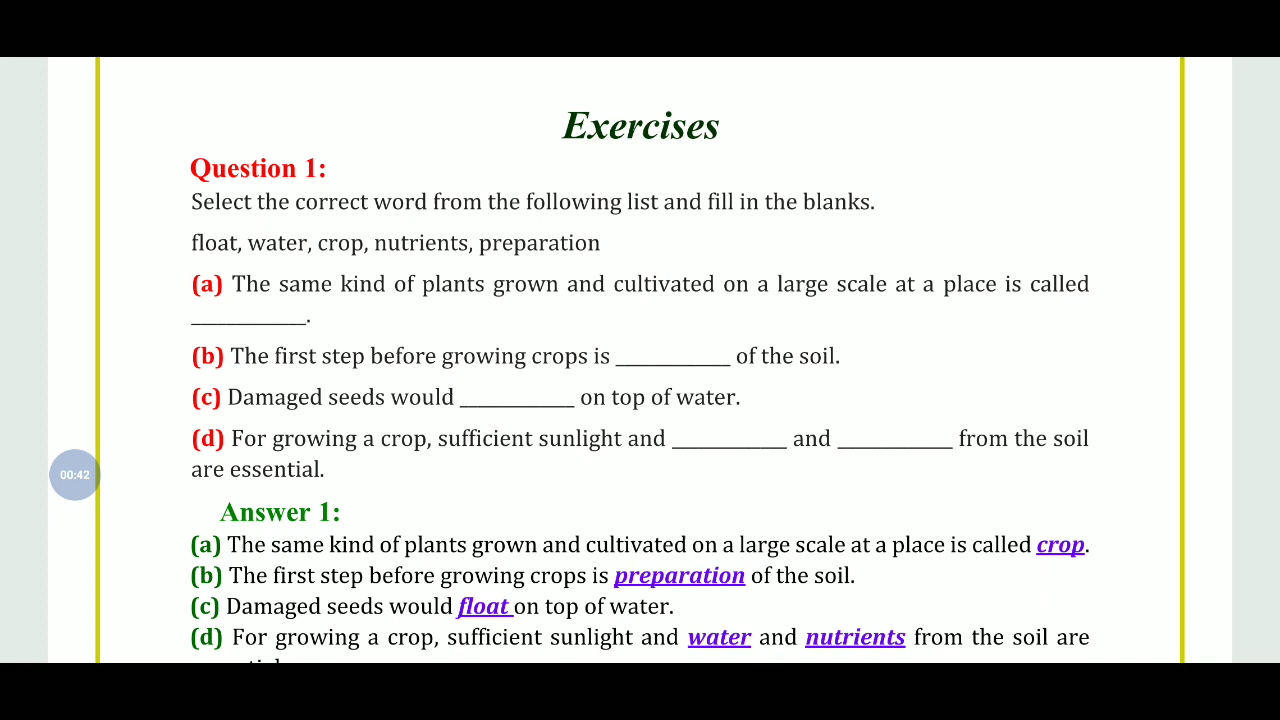 Exercises
Question 1:
Select the correct word from the following list and fill in the blanks.
float, water, crop, nutrients, preparation
(a) The same kind of plants grown and cultivated on a large scale at a place is called
____________.
(b) The first step before growing crops is ____________ of the soil.
(c) Damaged seeds would ____________ on top of water.
(d) For growing a crop, sufficient sunlight and ____________ and ____________ from the soil
are essential.
00:42
Answer 1:
(a) The same kind of plants grown and cultivated on a large scale at a place is called crop.
(b) The first step before growing crops is preparation of the soil.
(c) Damaged seeds would float on top of water.
(d) For growing a crop, sufficient sunlight and water and nutrients from the soil are